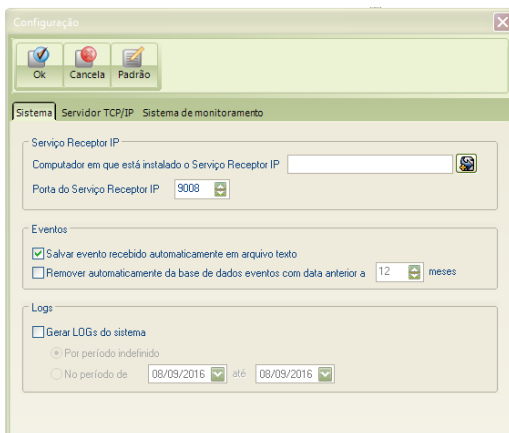 Configuração
Ok Cancela Padrão
Sistema Servidor TCP/IP Sistema de monitoramento
Serviço Receptor IP
Computador em que está instalado o Serviço Receptor IP
Porta do Serviço Receptor IP 9008
Eventos
Salvar evento recebido automaticamente em arquivo texto
Remover automaticamente da base de dados eventos com data anterior a 12 meses
Logs
Gerar LOGs do sistema
Por período indefinido
No período de 08/09/2016 até 08/09/2016